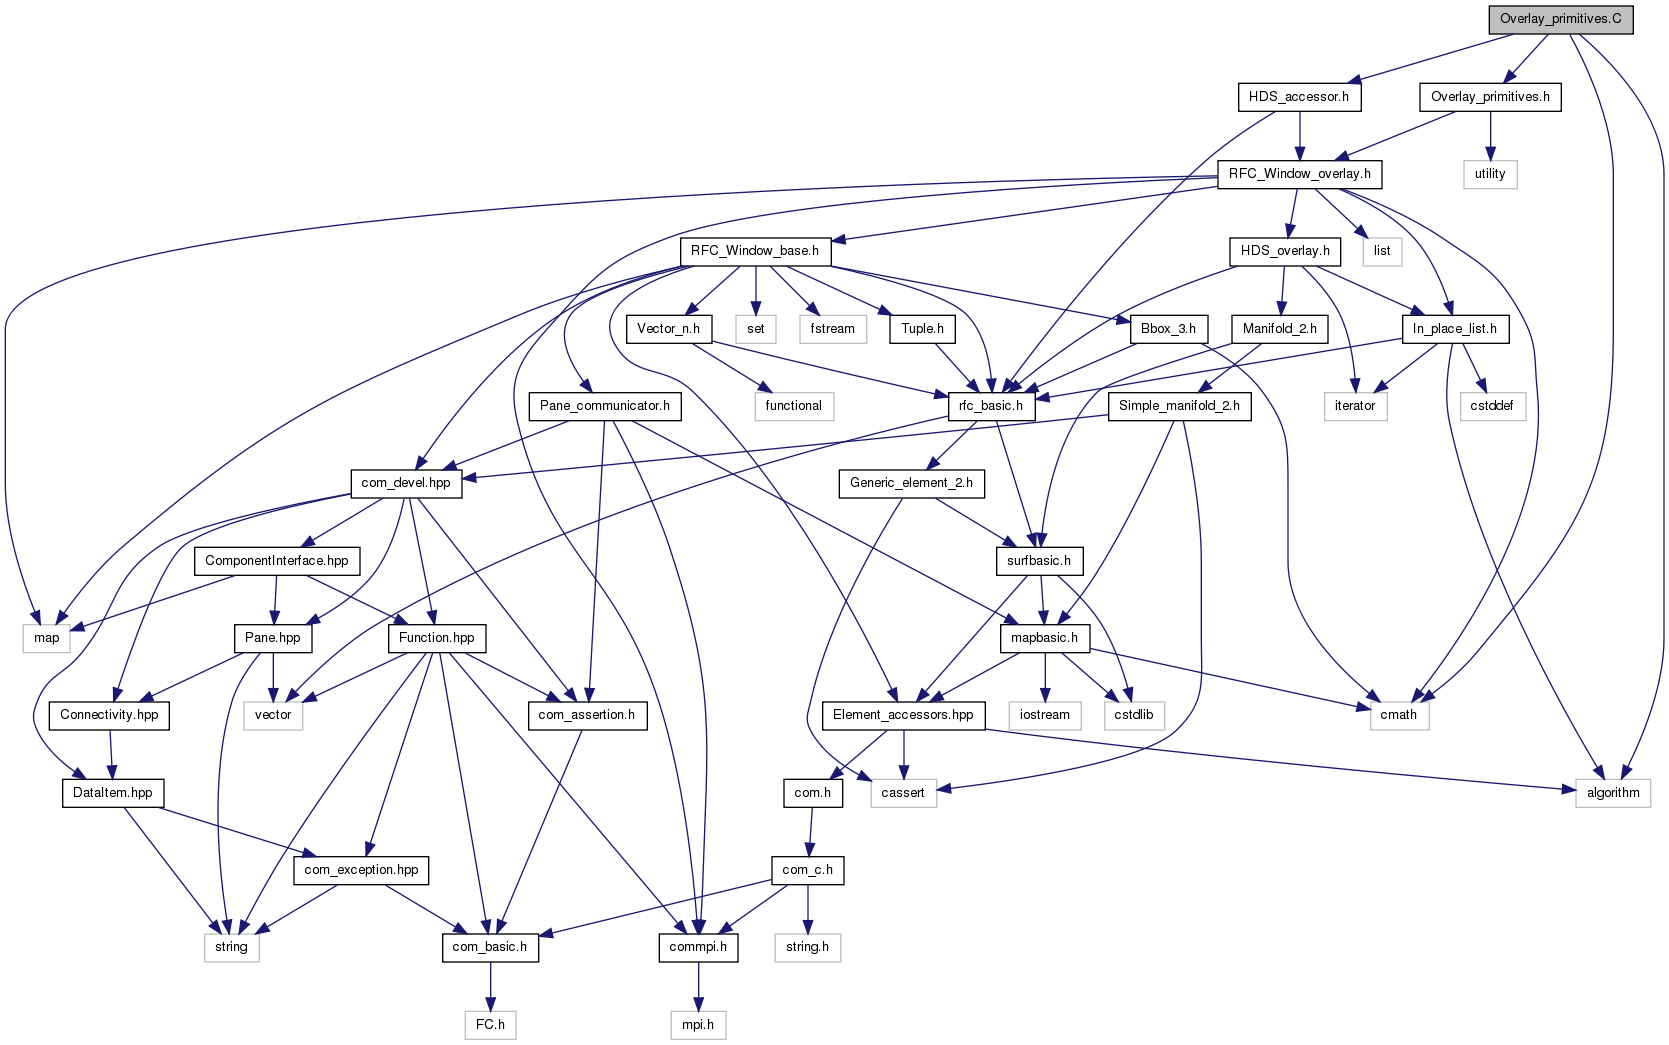 Overlay_primitives.C
HDS_accessor.h
Overlay_primitives.h
RFC_Window_overlay.h
utility
RFC_Window_base.h
HDS_overlay.h
list
Vector_n.h
set
fstream
Tuple.h
Bbox_3.h
Manifold_2.h
In_place_list.h
Pane_communicator.h
functional
rfc_basic.h
Simple_manifold_2.h
iterator
cstddef
com_devel.hpp
Generic_element_2.h
ComponentInterface.hpp
surfbasic.h
map
Pane.hpp
Function.hpp
mapbasic.h
Connectivity.hpp
vector
com_assertion.h
Element_accessors.hpp
iostream
cstdlib
cmath
DataItem.hpp
com.h
cassert
algorithm
com_exception.hpp
com_c.h
string
com_basic.h
commpi.h
string.h
FC.h
mpi.h